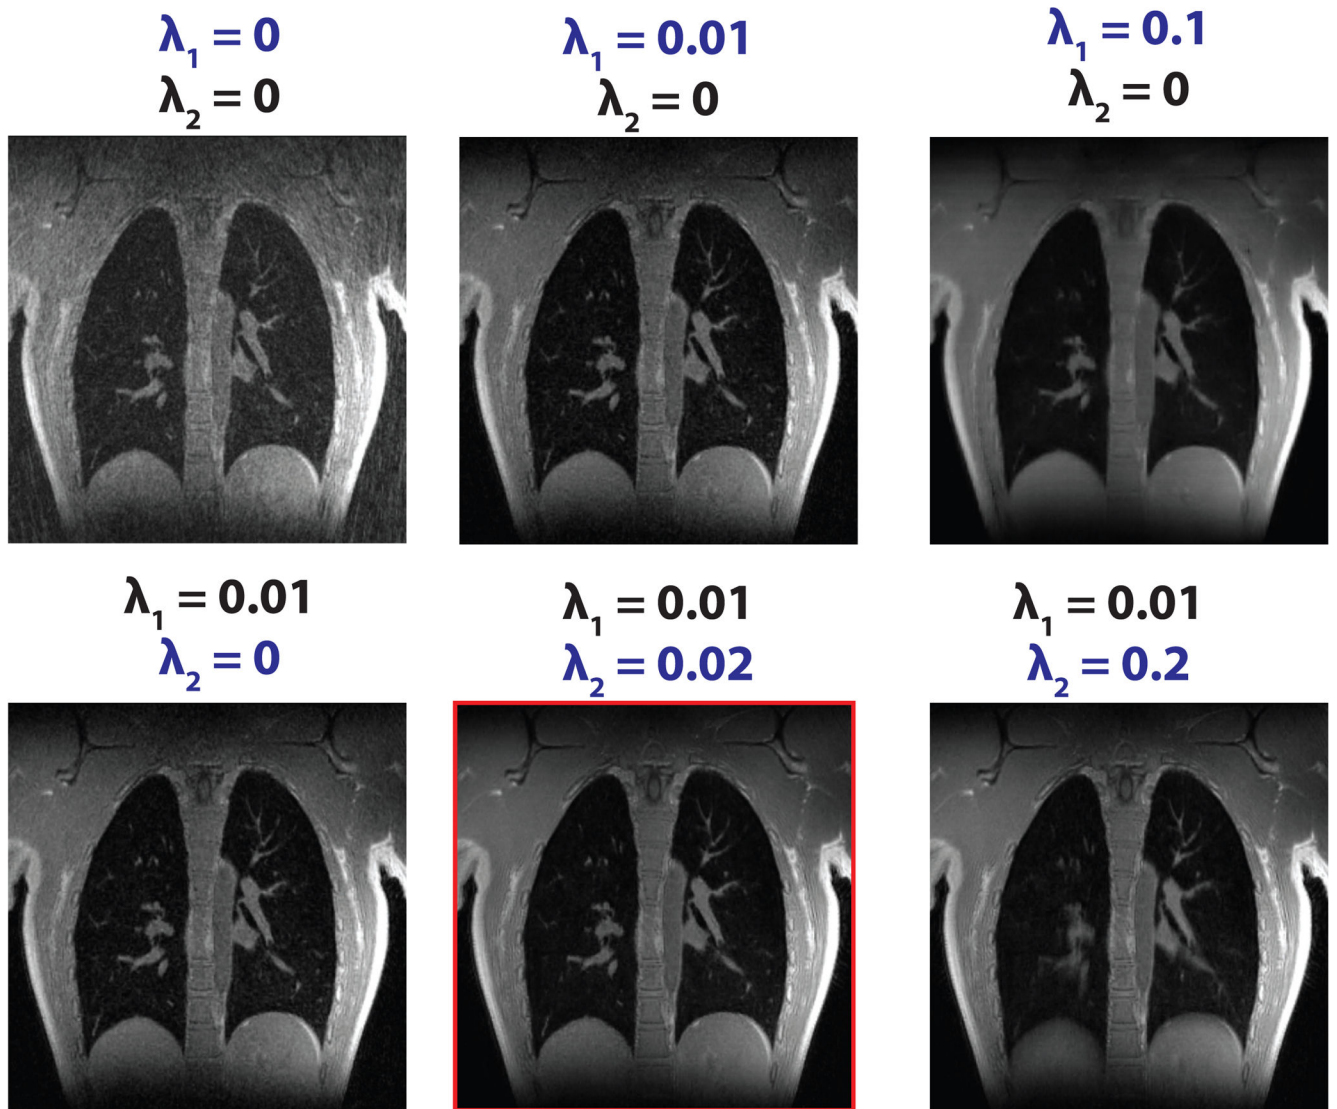 λ₁ = 0
λ₂ = 0
λ₁ = 0.01
λ₂ = 0
λ₁ = 0.1
λ₂ = 0
λ₁ = 0.01
λ₂ = 0
λ₁ = 0.01
λ₂ = 0.02
λ₁ = 0.01
λ₂ = 0.2